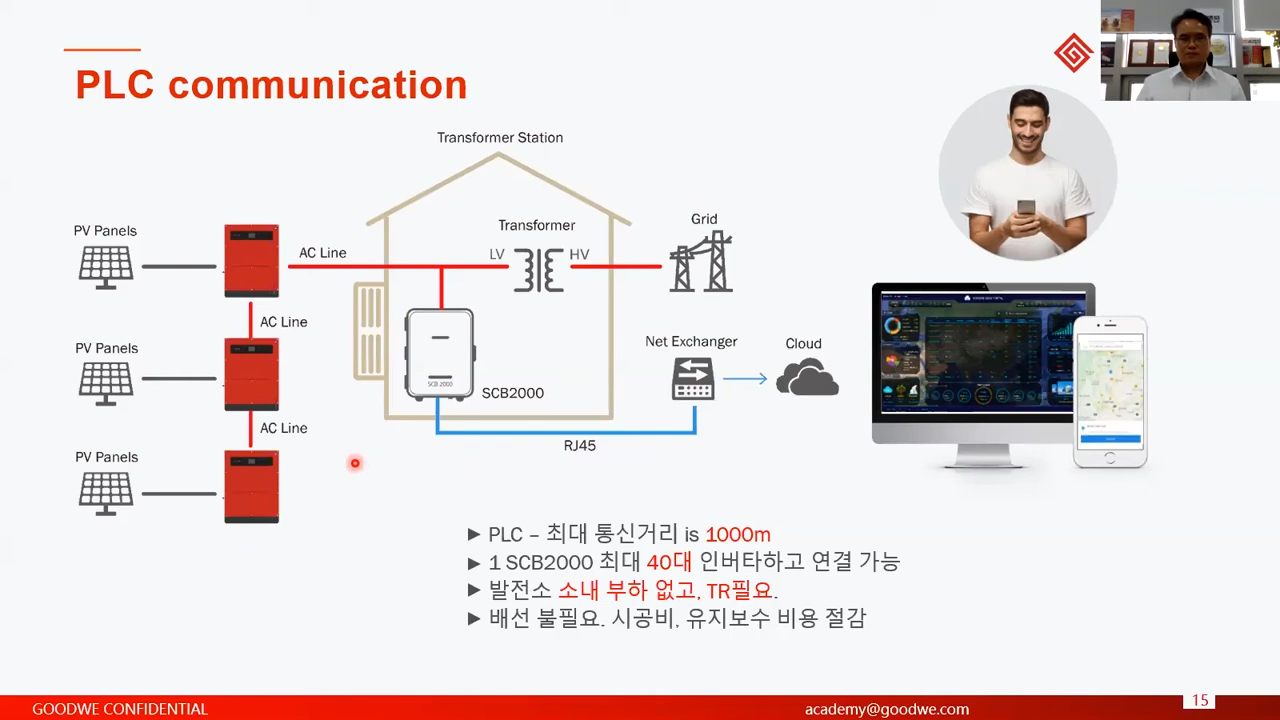 PLC communication
Transformer Station
PV Panels
AC Line
Transformer
LV
HV
Grid
AC Line
PV Panels
SCB 2000
SCB2000
Net Exchanger
Cloud
AC Line
RJ45
PV Panels
▶ PLC – 최대 통신거리 is 1000m
▶ 1 SCB2000 최대 40대 인버타하고 연결 가능
▶ 발전소 소내 부하 없고, TR필요.
▶ 배선 불필요. 시공비, 유지보수 비용 절감
GOODWE CONFIDENTIAL
academy@goodwe.com
15